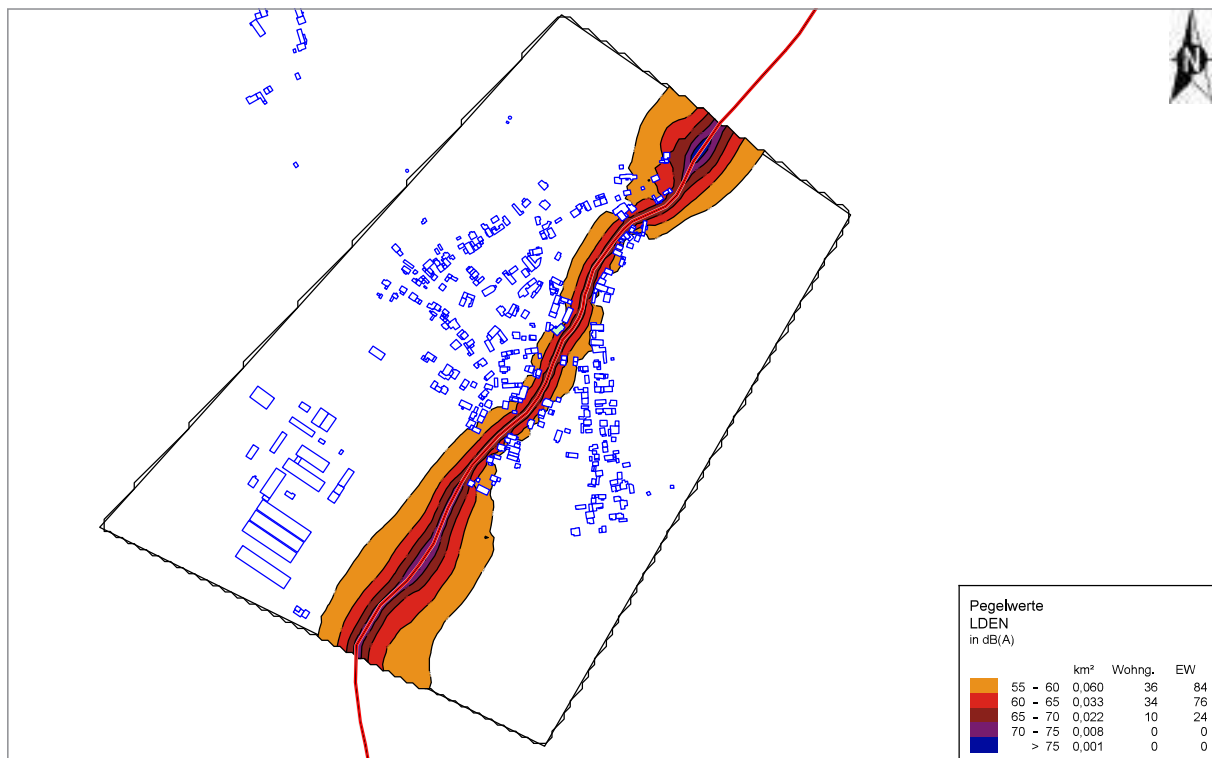 N
Pegelwerte
LDEN
in dB(A)
km² Wohng. EW
55 - 60 0,060 36 84
60 - 65 0,033 34 76
65 - 70 0,022 10 24
70 - 75 0,008 0 0
> 75 0,001 0 0